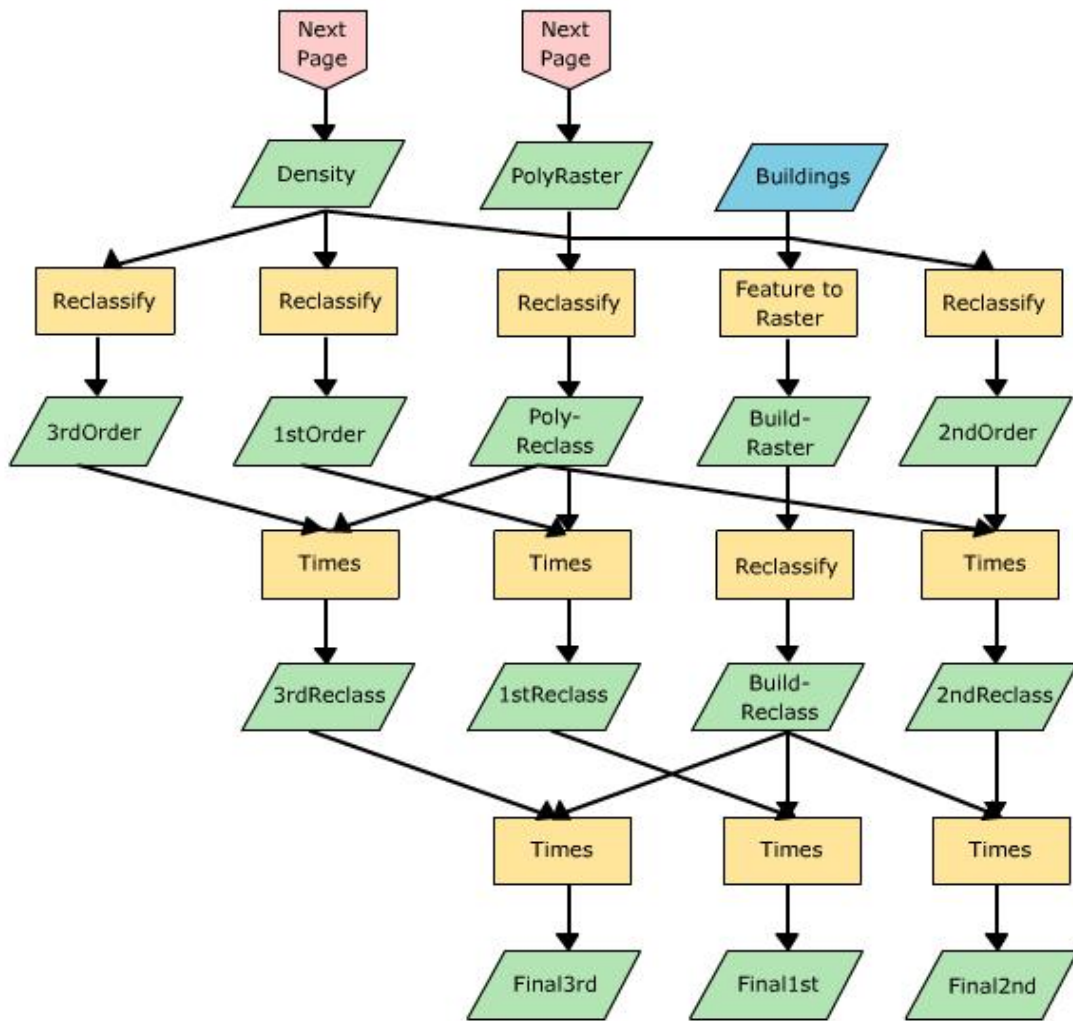 Next
Page
Next
Page
Density
PolyRaster
Buildings
Reclassify
Reclassify
Reclassify
Feature to
Raster
Reclassify
3rdOrder
1stOrder
Poly-
Reclass
Build-
Raster
2ndOrder
Times
Times
Reclassify
Times
3rdReclass
1stReclass
Build-
Reclass
2ndReclass
Times
Times
Times
Final3rd
Final1st
Final2nd